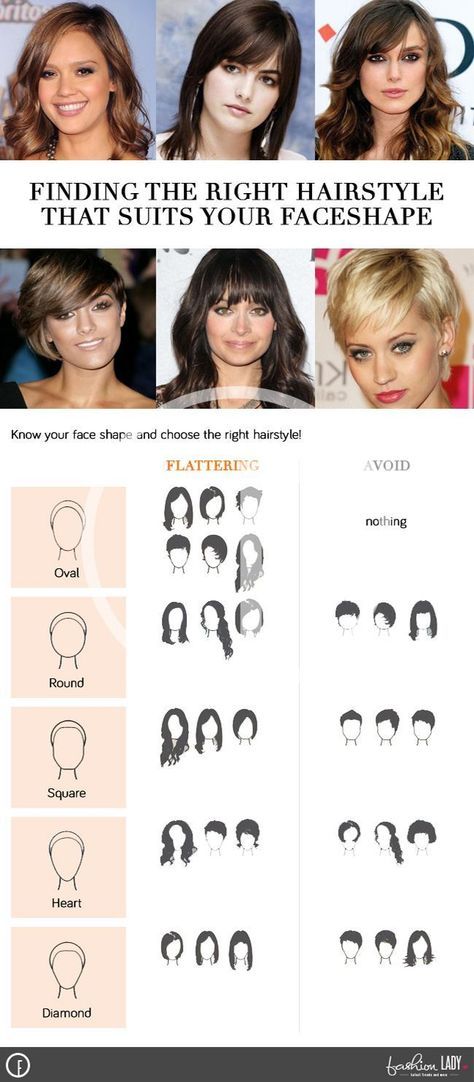 FINDING THE RIGHT HAIRSTYLE
THAT SUITS YOUR FACESHAPE
Know your face shape and choose the right hairstyle!
FLATTERING
AVOID
Oval
nothing
Round
Square
Heart
Diamond
F
fashion LADY